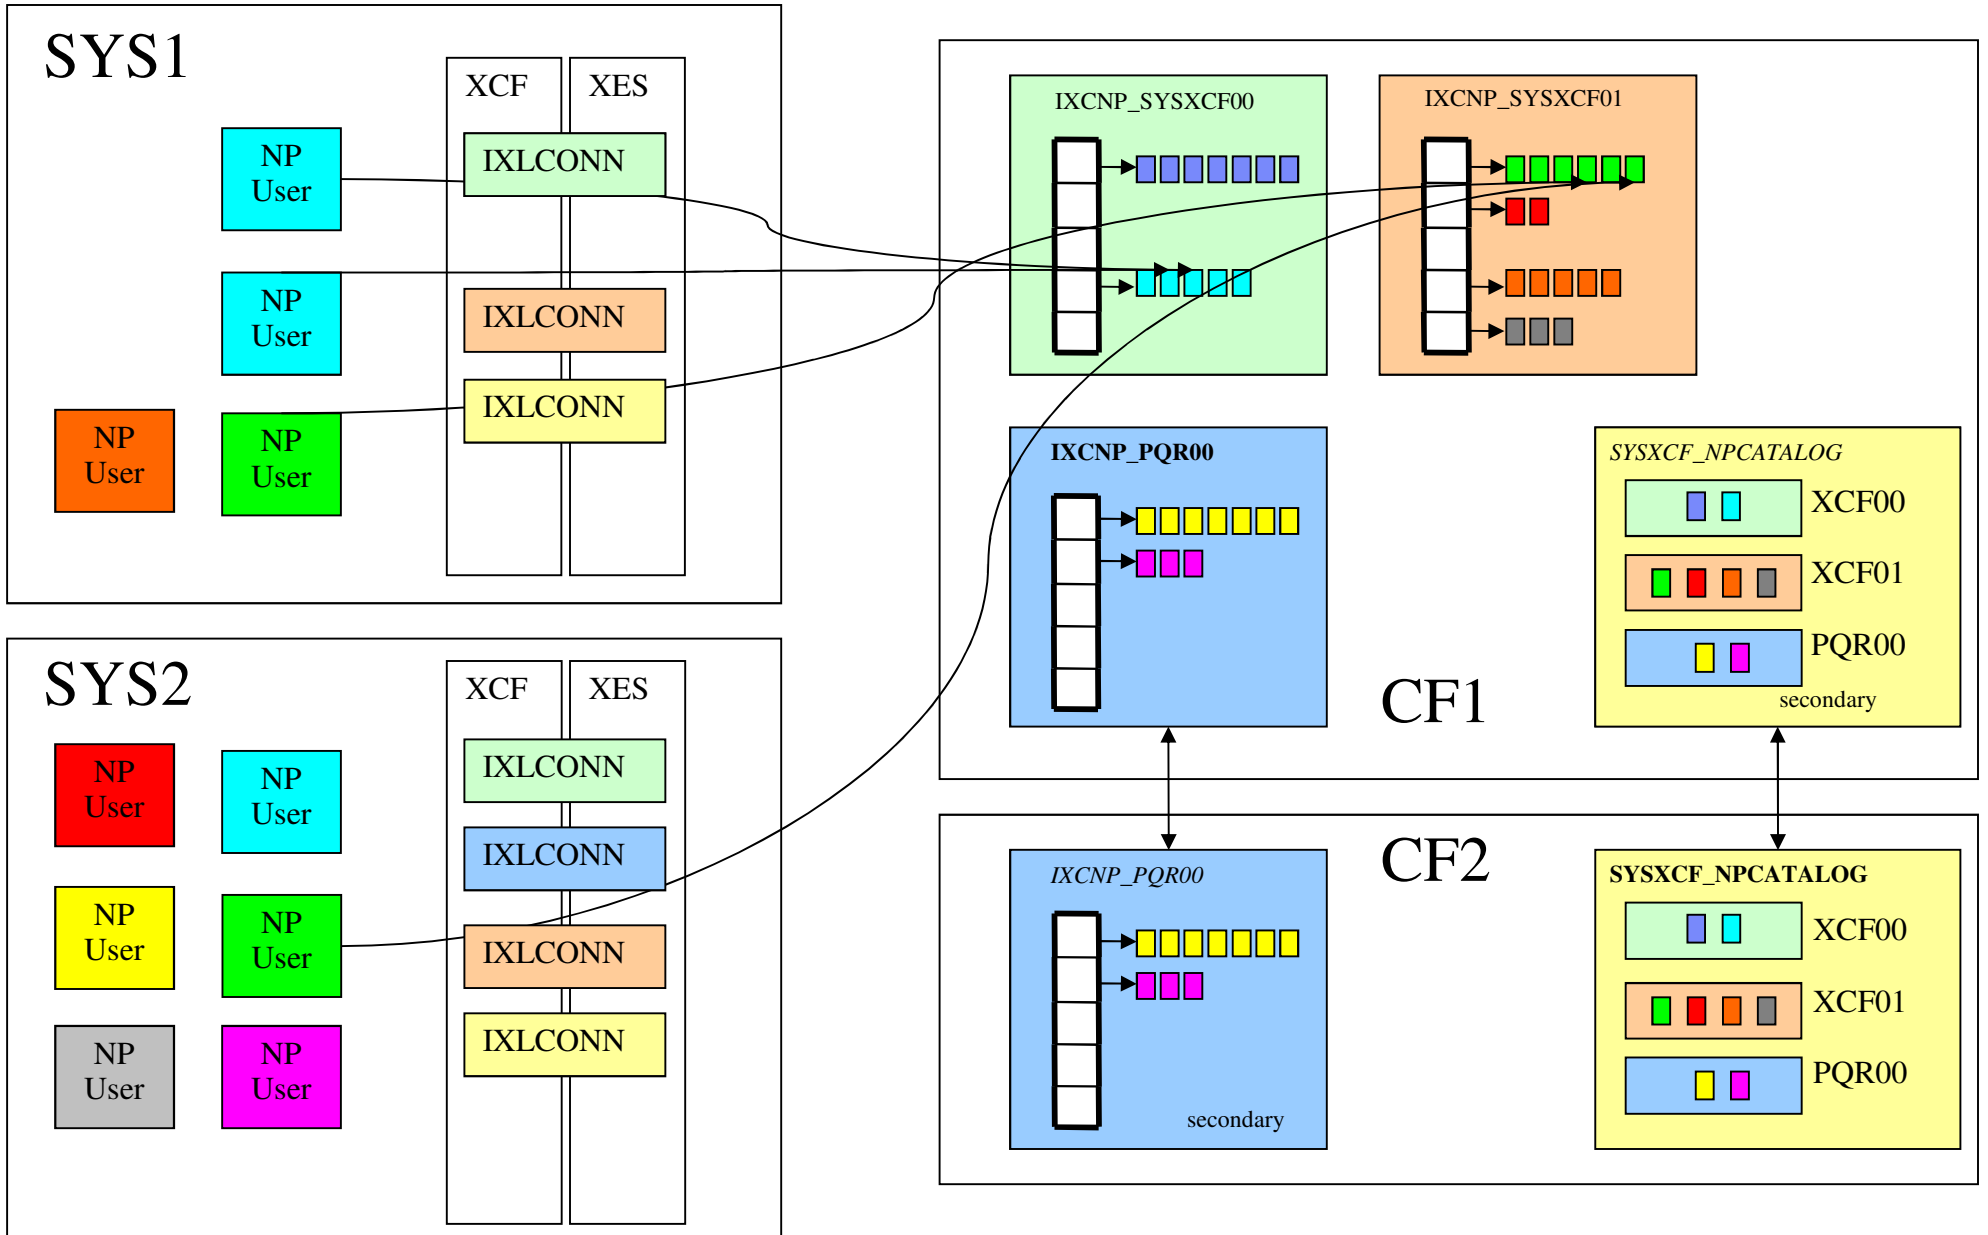 SYS1
XCF
XES
NP
User
IXLCONN
NP
User
IXLCONN
IXLCONN
NP
User
NP
User
SYS2
XCF
XES
NP
User
NP
User
IXLCONN
IXLCONN
NP
User
NP
User
IXLCONN
NP
User
NP
User
IXLCONN
IXCNP_SYSXCF00
IXCNP_SYSXCF01
IXCNP_PQR00
SYSXCF_NPCATALOG
XCF00
XCF01
PQR00
secondary
CF1
CF2
IXCNP_PQR00
secondary
SYSXCF_NPCATALOG
XCF00
XCF01
PQR00